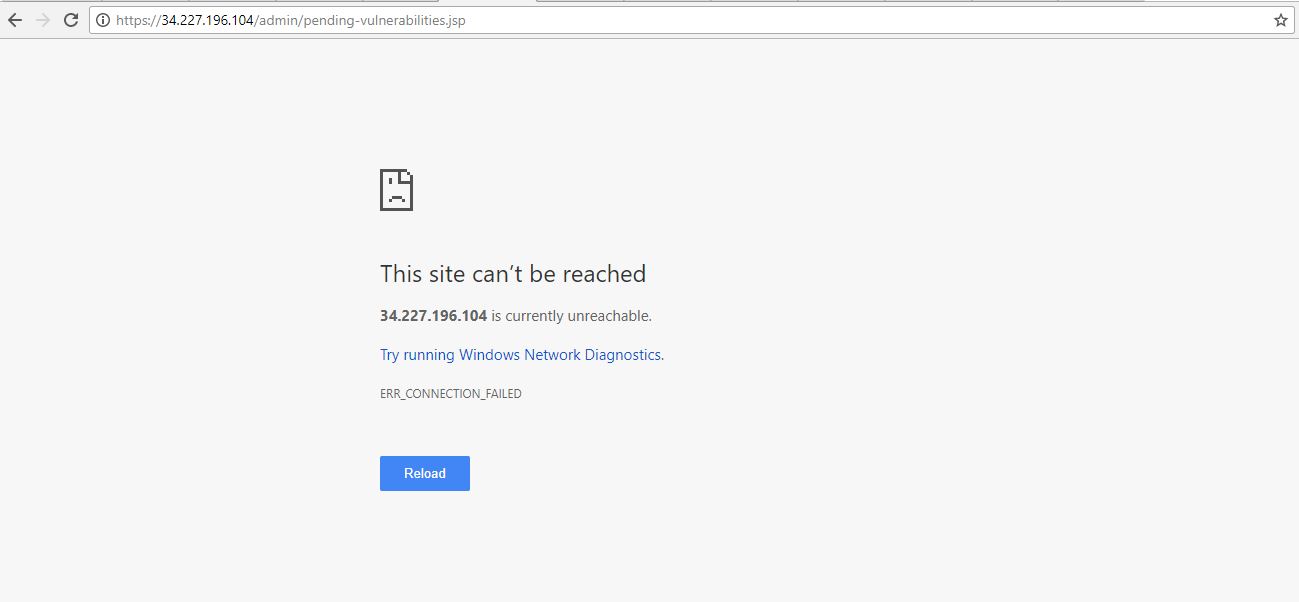 https://34.227.196.104/admin/pending-vulnerabilities.jsp
This site can’t be reached
34.227.196.104 is currently unreachable.
Try running Windows Network Diagnostics.
ERR_CONNECTION_FAILED
Reload